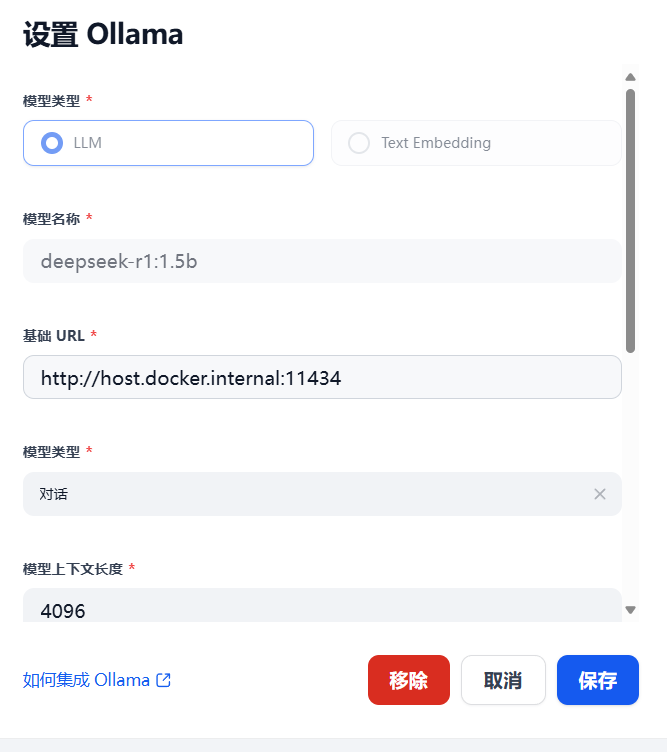 设置 Ollama
模型类型 *
LLM
Text Embedding
模型名称 *
deepseek-r1:1.5b
基础 URL *
http://host.docker.internal:11434
模型类型 *
对话
模型上下文长度 *
4096
如何集成 Ollama
移除
取消
保存